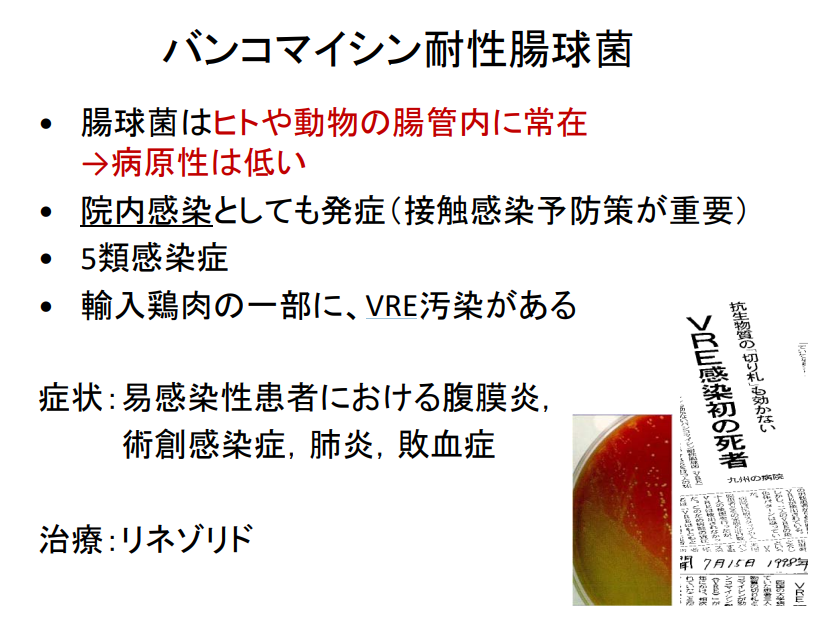 バンコマイシン耐性腸球菌
• 腸球菌はヒトや動物の腸管内に常在
→病原性は低い
• 院内感染としても発症（接触感染予防策が重要）
• 5類感染症
• 輸入鶏肉の一部に、VRE汚染がある
症状：易感染性患者における腹膜炎，
術創感染症，肺炎，敗血症
治療：リネゾリド
抗生物質の「切り札」も効かない
VRE感染初の死者
九州の病院
聞 7月15日 1998年